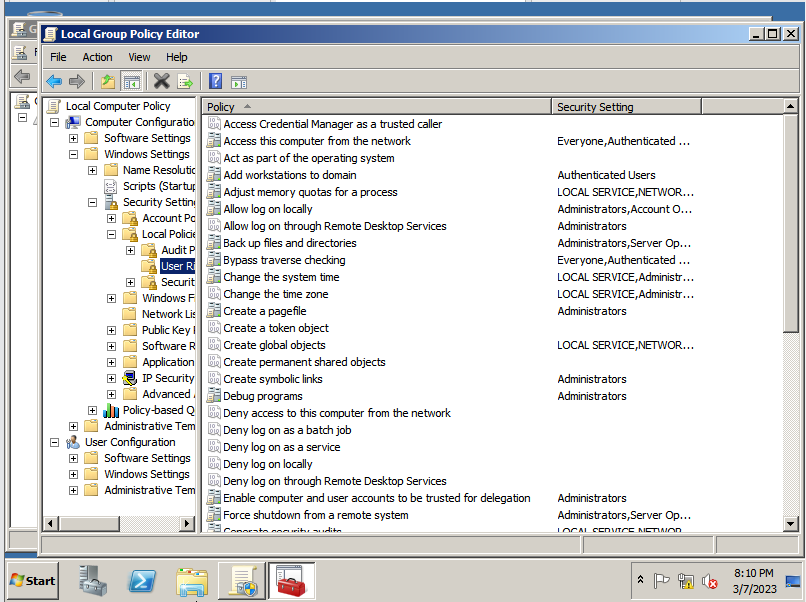 Local Group Policy Editor
File Action View Help
Local Computer Policy
Computer Configuratio
Software Settings
Windows Settings
Name Resolutio
Scripts (Startup
Security Setting
Account Po
Local Policie
Audit P
User Ri
Securit
Windows F
Network Lis
Public Key
Software R
Application
IP Security
Advanced
Policy-based Q
Administrative Tem
User Configuration
Software Settings
Windows Settings
Administrative Tem
Policy Security Setting
Access Credential Manager as a trusted caller
Access this computer from the network Everyone,Authenticated ...
Act as part of the operating system
Add workstations to domain Authenticated Users
Adjust memory quotas for a process LOCAL SERVICE,NETWOR...
Allow log on locally Administrators,Account O...
Allow log on through Remote Desktop Services Administrators
Back up files and directories Administrators,Server Op...
Bypass traverse checking Everyone,Authenticated ...
Change the system time LOCAL SERVICE,Administr...
Change the time zone LOCAL SERVICE,Administr...
Create a pagefile Administrators
Create a token object
Create global objects LOCAL SERVICE,NETWOR...
Create permanent shared objects
Create symbolic links Administrators
Debug programs Administrators
Deny access to this computer from the network
Deny log on as a batch job
Deny log on as a service
Deny log on locally
Deny log on through Remote Desktop Services
Enable computer and user accounts to be trusted for delegation Administrators
Force shutdown from a remote system Administrators,Server Op...
Generate security audits LOCAL SERVICE,NETWOR...
Start
8:10 PM
3/7/2023